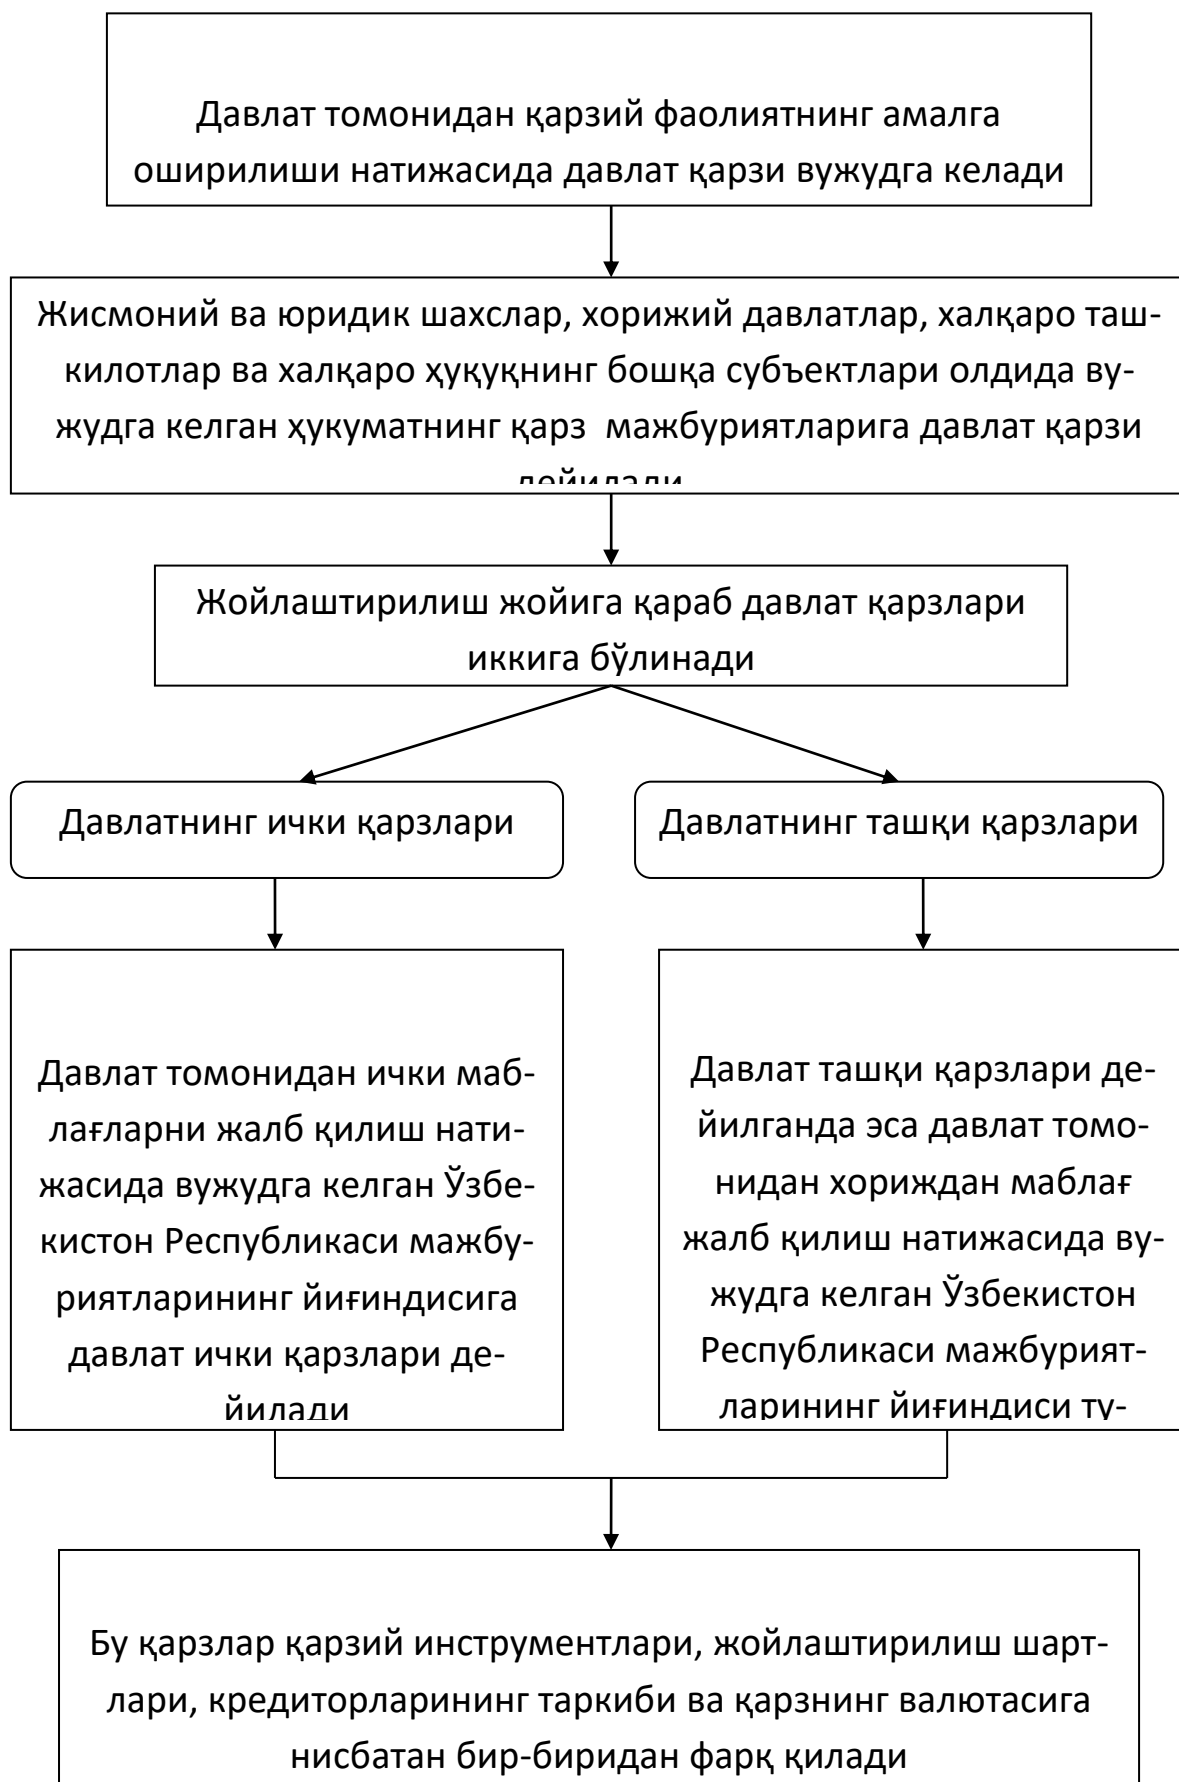 Давлат томонидан қарзий фаолиятнинг амалга
оширилиши натижасида давлат қарзи вужудга келади
Жисмоний ва юридик шахслар, хорижий давлатлар, халқаро таш-
килотлар ва халқаро ҳуқуқнинг бошқа субъектлари олдида ву-
жудга келган ҳукуматнинг қарз мажбуриятларига давлат қарзи
дейилади
Жойлаштирилиш жойига қараб давлат қарзлари
иккига бўлинади
Давлатнинг ички қарзлари
Давлатнинг ташқи қарзлари
Давлат томонидан ички маб-
лағларни жалб қилиш нати-
жасида вужудга келган Ўзбе-
кистон Республикаси мажбу-
риятларининг йиғиндисига
давлат ички қарзлари де-
йилади
Давлат ташқи қарзлари де-
йилганда эса давлат томо-
нидан хориждан маблағ
жалб қилиш натижасида ву-
жудга келган Ўзбекистон
Республикаси мажбурият-
ларининг йиғиндиси ту-
Бу қарзлар қарзий инструментлари, жойлаштирилиш шарт-
лари, кредиторларининг таркиби ва қарзнинг валютасига
нисбатан бир-биридан фарқ қилади